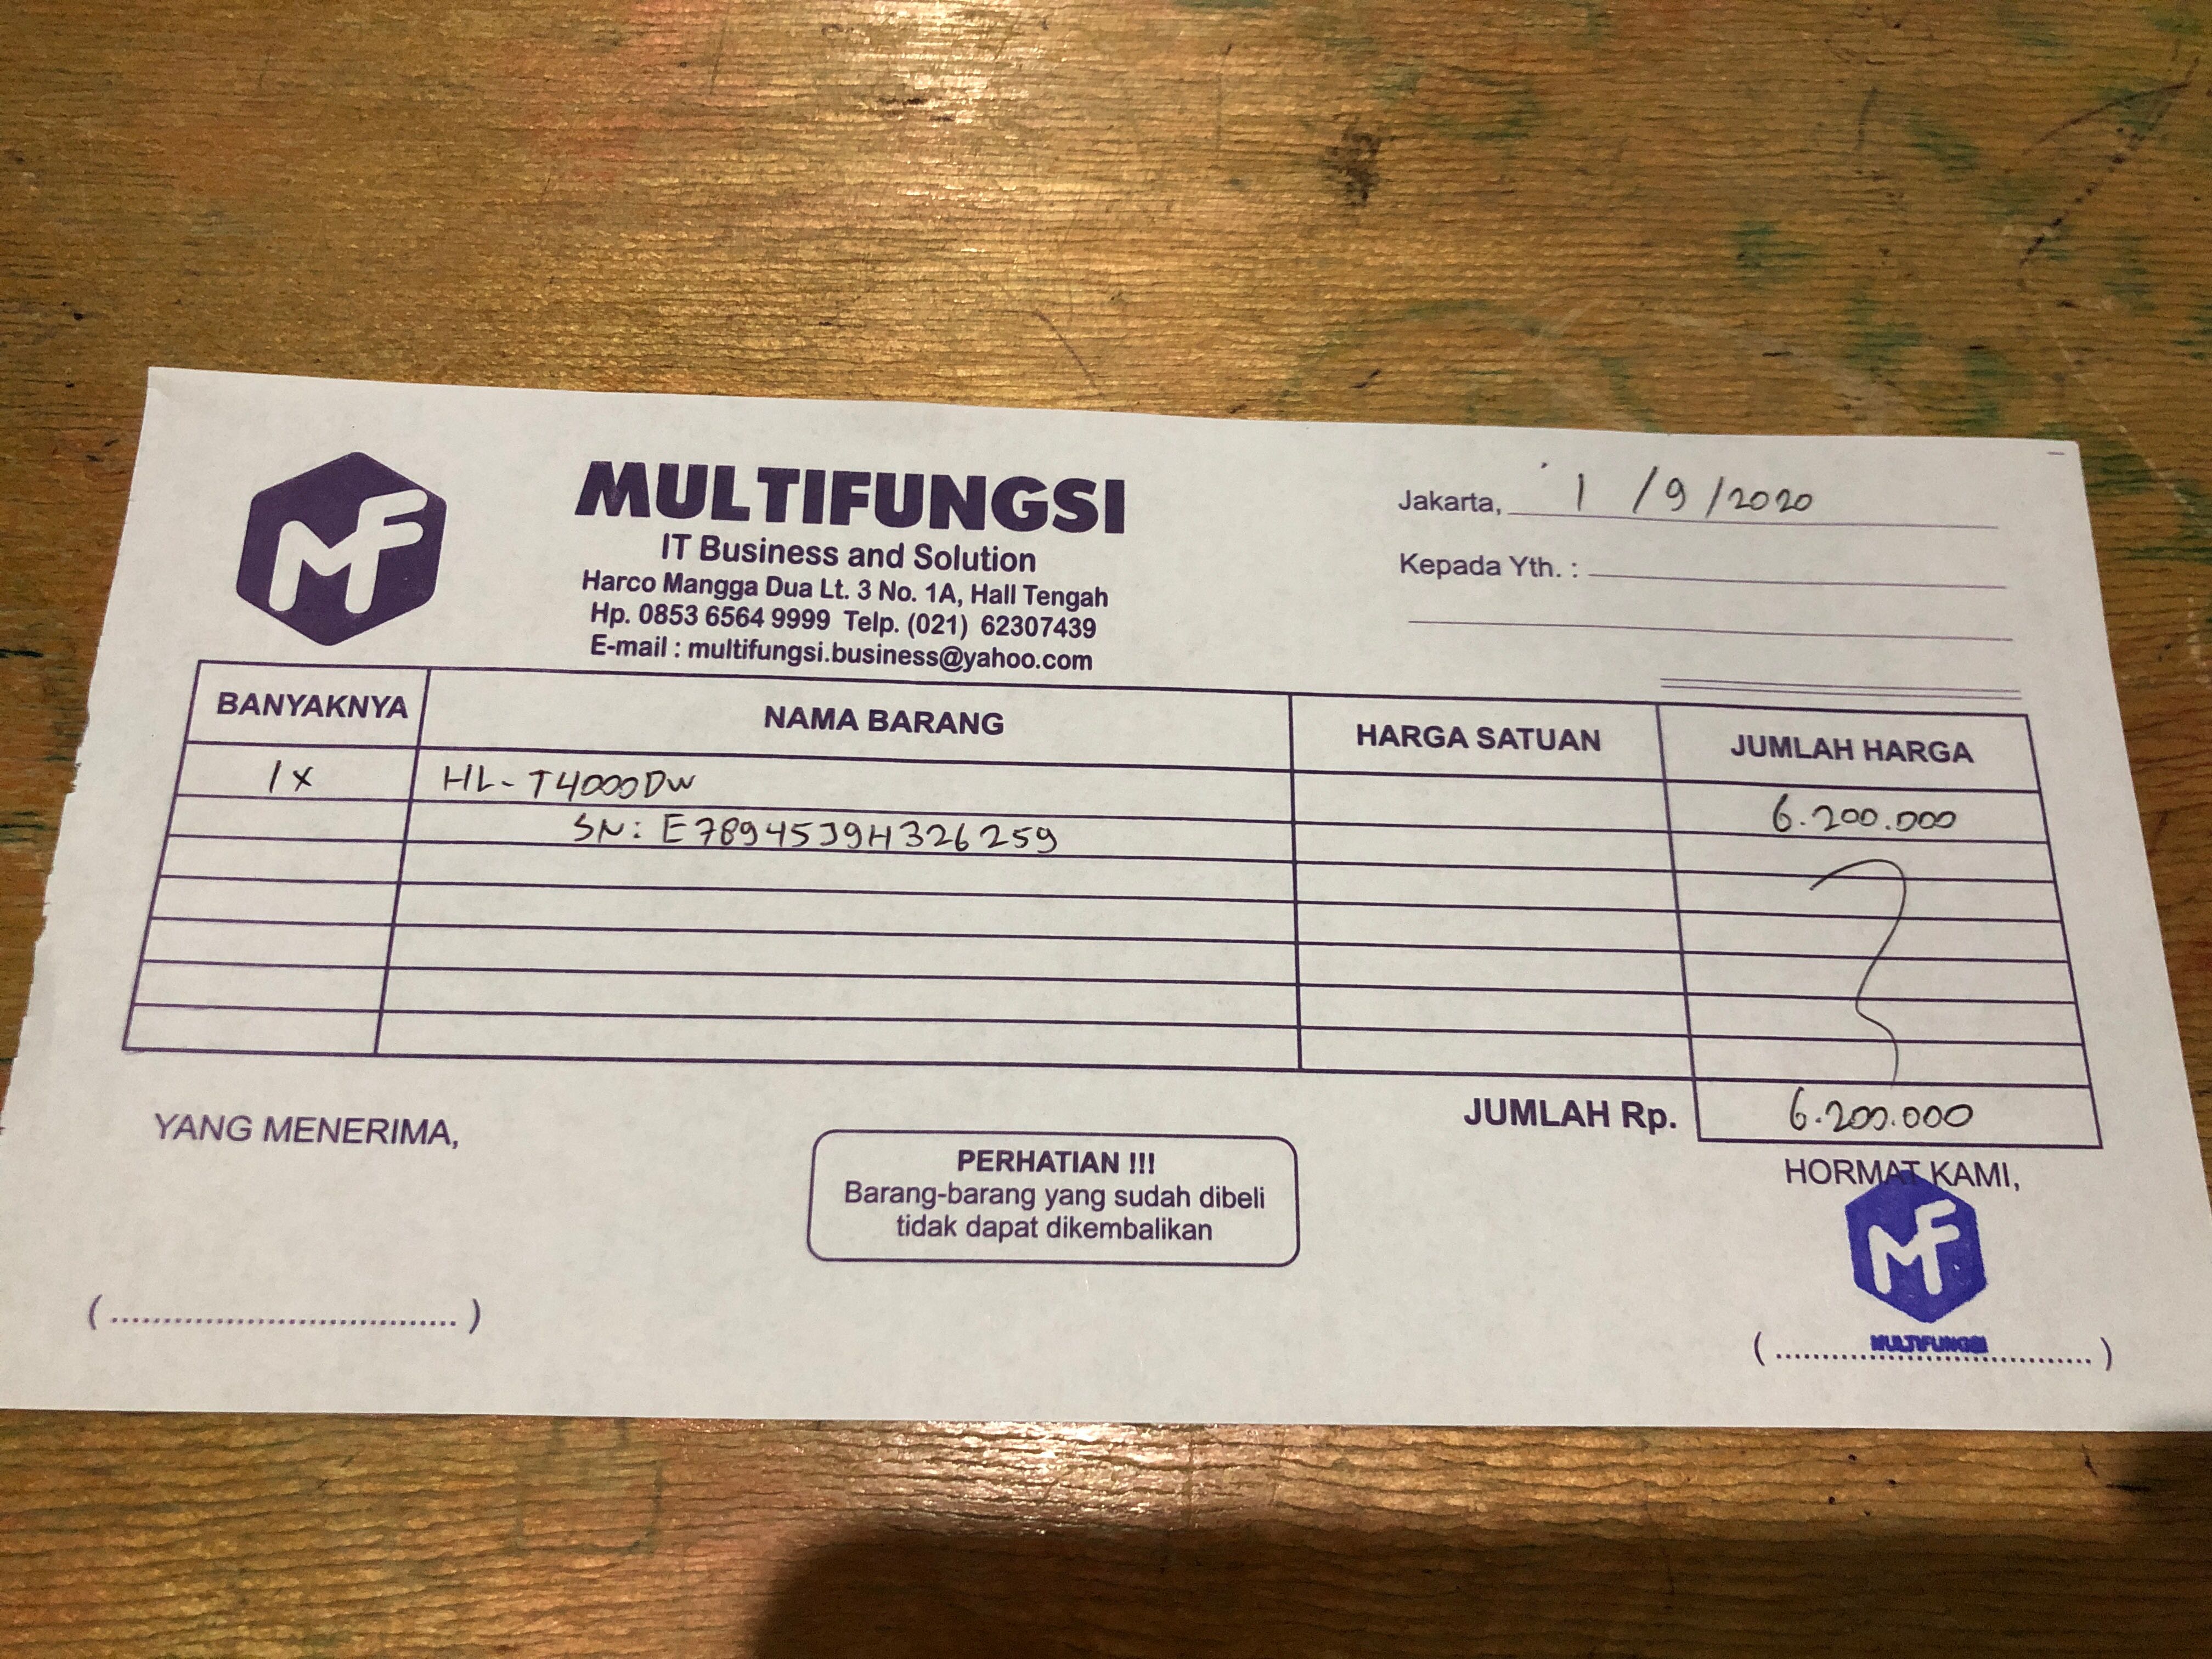 MF
MULTIFUNGSI
IT Business and Solution
Harco Mangga Dua Lt. 3 No. 1A, Hall Tengah
Hp. 0853 6564 9999 Telp. (021) 62307439
E-mail : multifungsi.business@yahoo.com
Jakarta, 1/9/2020
Kepada Yth. :
BANYAKNYA NAMA BARANG HARGA SATUAN JUMLAH HARGA
1x HL-T4000DW 6.200.000
SN: E78945J9H326259
JUMLAH Rp. 6.200.000
YANG MENERIMA,
PERHATIAN !!!
Barang-barang yang sudah dibeli
tidak dapat dikembalikan
HORMAT KAMI,
MF
MULTIFUNGSI